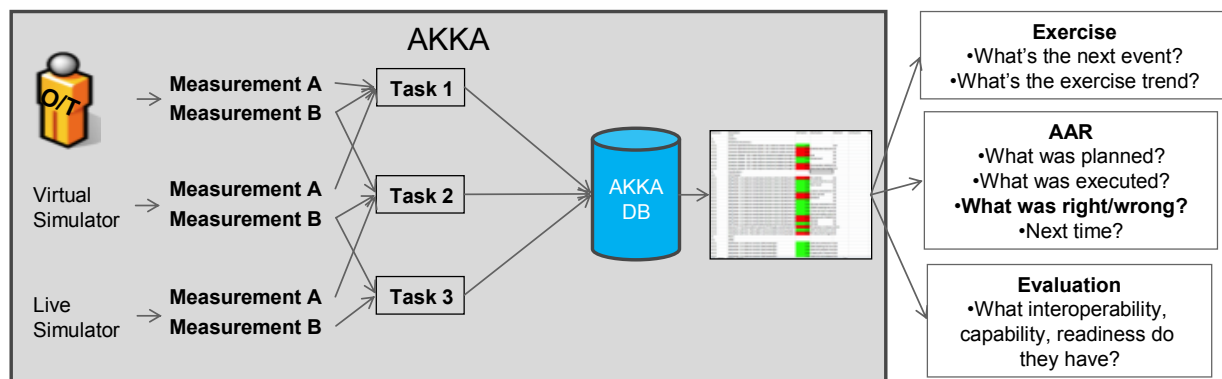 AKKA
O/T
Measurement A
Measurement B
Task 1
Virtual
Simulator
Measurement A
Measurement B
Task 2
Live
Simulator
Measurement A
Measurement B
Task 3
AKKA
DB
Exercise
•What's the next event?
•What's the exercise trend?
AAR
•What was planned?
•What was executed?
•What was right/wrong?
•Next time?
Evaluation
•What interoperability,
capability, readiness do
they have?